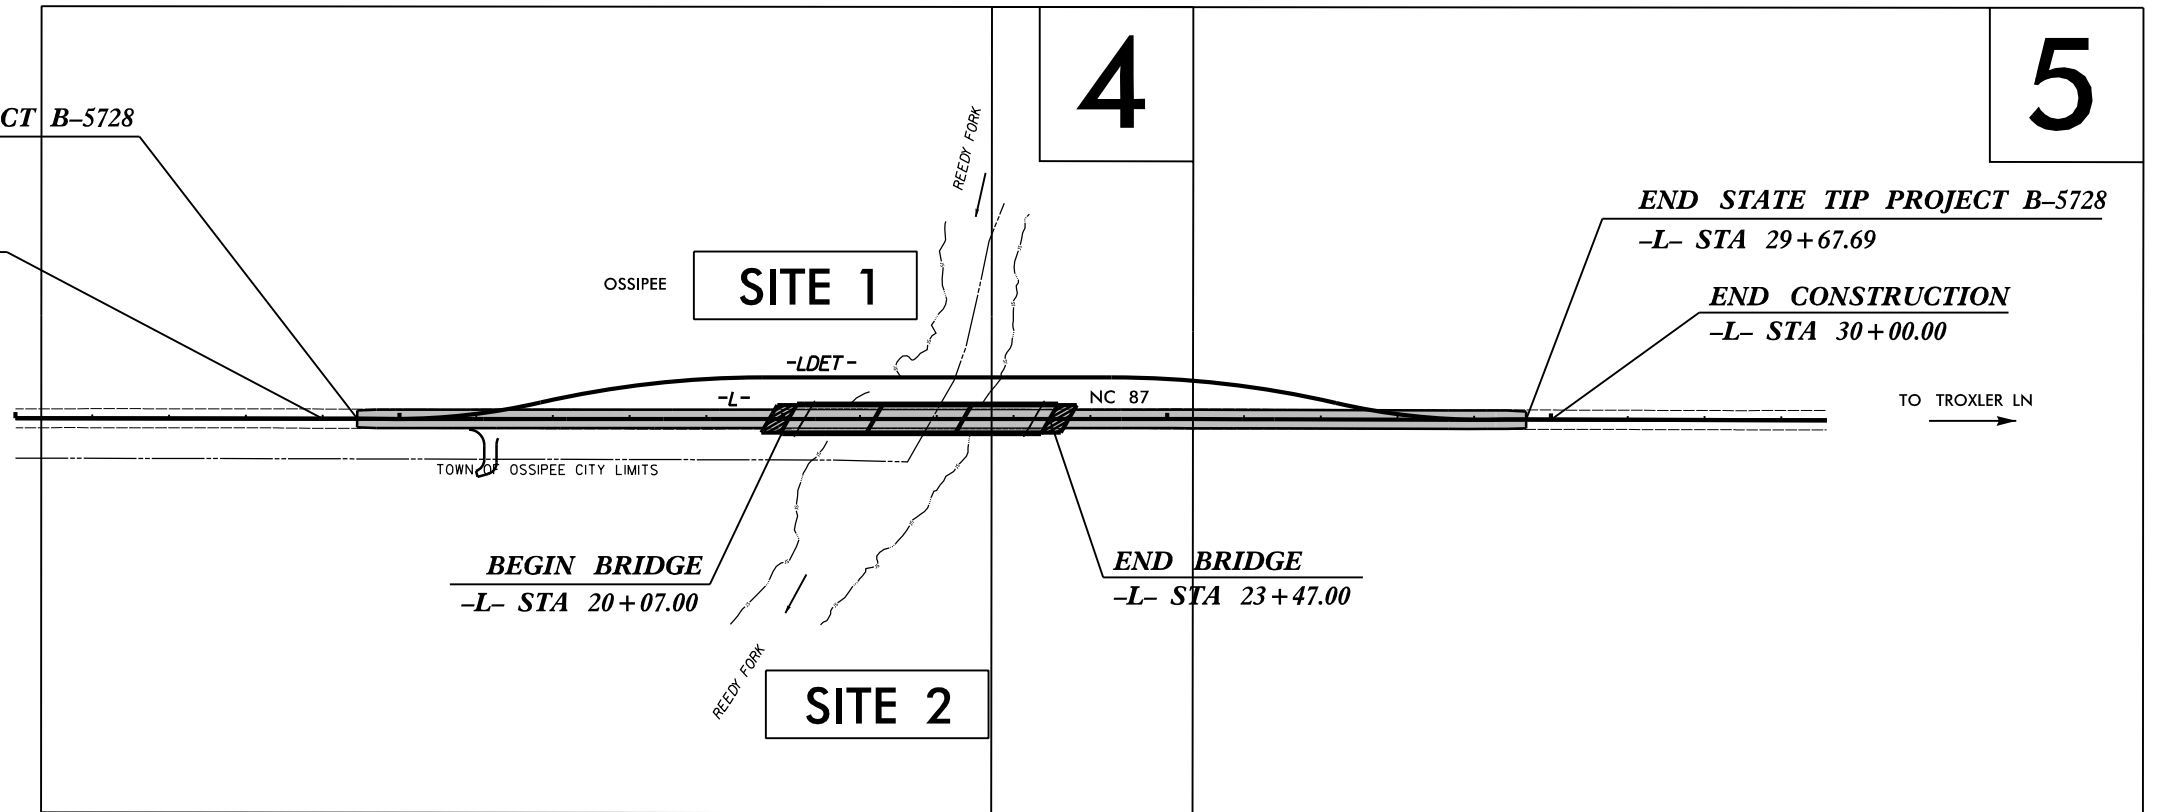 4
5
CT B–5728
REEDY FORK
END STATE TIP PROJECT B–5728
–L– STA 29+67.69
OSSIPEE
SITE 1
END CONSTRUCTION
–L– STA 30+00.00
-LDET-
-L-
NC 87
TO TROXLER LN
TOWN OF OSSIPEE CITY LIMITS
BEGIN BRIDGE
–L– STA 20+07.00
END BRIDGE
–L– STA 23+47.00
REEDY FORK
SITE 2